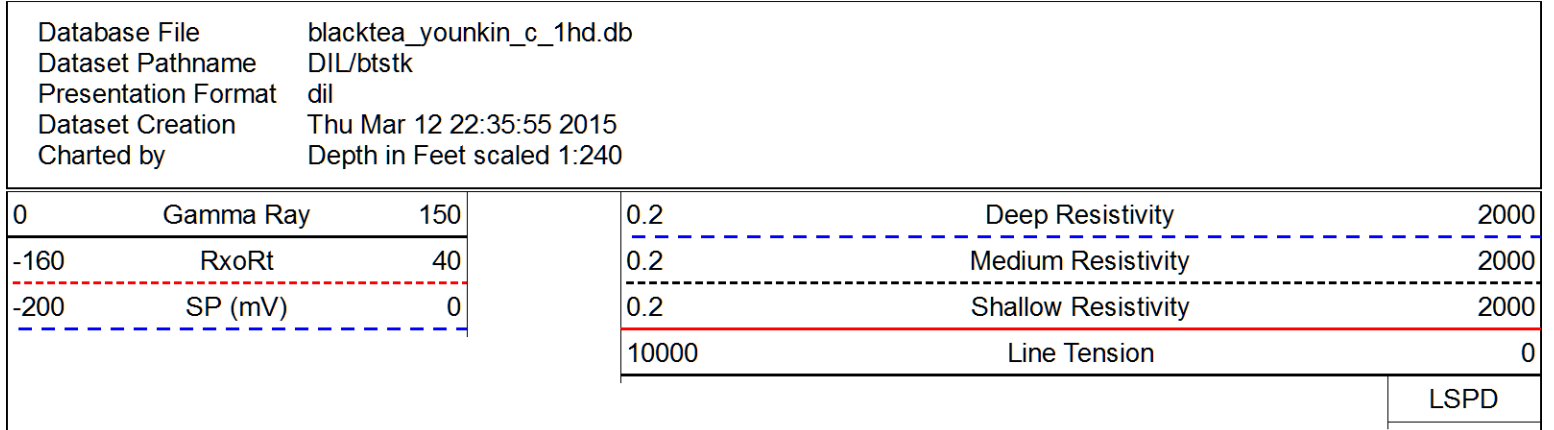 Database File blacktea_younkin_c_1hd.db
Dataset Pathname DIL/btstk
Presentation Format dil
Dataset Creation Thu Mar 12 22:35:55 2015
Charted by Depth in Feet scaled 1:240
0 Gamma Ray 150 0.2 Deep Resistivity 2000
-160 RxoRt 40 0.2 Medium Resistivity 2000
-200 SP (mV) 0 0.2 Shallow Resistivity 2000
10000 Line Tension 0
LSPD